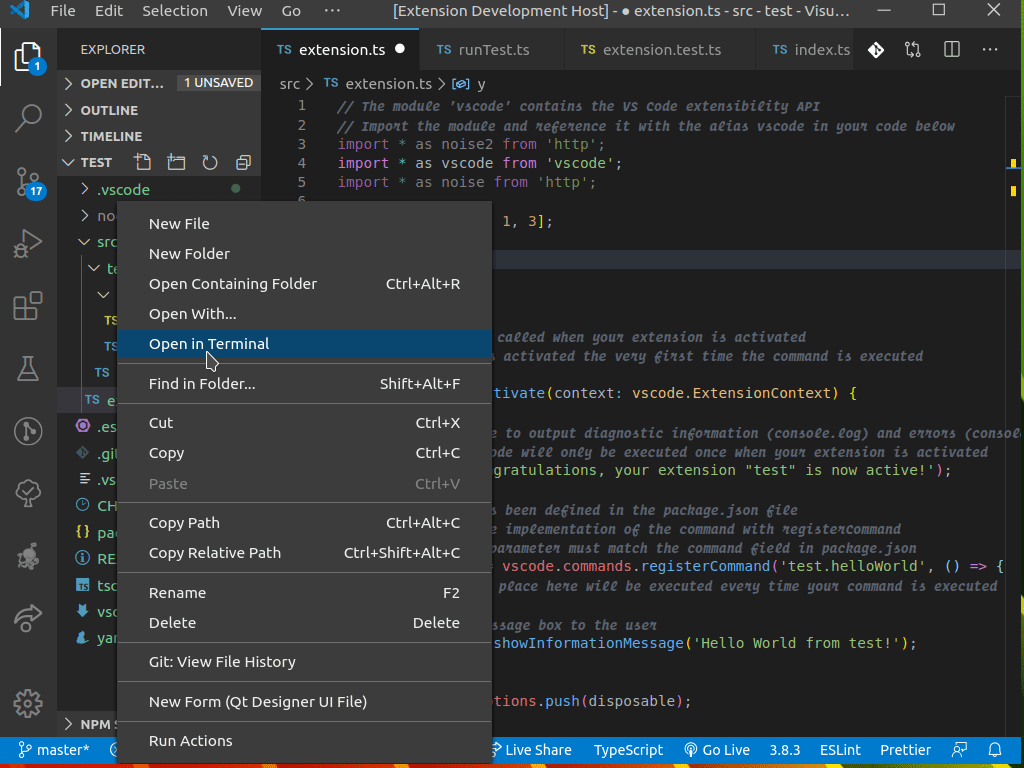 File Edit Selection View Go ··· [Extension Development Host] - ● extension.ts - src - test - Visu...
EXPLORER
1
OPEN EDIT... 1 UNSAVED
OUTLINE
TIMELINE
TEST
17
.vscode
no
src
te
TS
TS
TS
TS e
.es
.gi
.vs
CH
{} pac
RE
TS tsc
vsc
yar
NPM S
TS extension.ts ● TS runTest.ts TS extension.test.ts TS index.ts ···
src > TS extension.ts > y
1 // The module 'vscode' contains the VS Code extensibility API
2 // Import the module and reference it with the alias vscode in your code below
3 import * as noise2 from 'http';
4 import * as vscode from 'vscode';
5 import * as noise from 'http';
6
1, 3];
called when your extension is activated
s activated the very first time the command is executed
tivate(context: vscode.ExtensionContext) {
e to output diagnostic information (console.log) and errors (consol
ode will only be executed once when your extension is activated
gratulations, your extension "test" is now active!');
s been defined in the package.json file
e implementation of the command with registerCommand
parameter must match the command field in package.json
= vscode.commands.registerCommand('test.helloWorld', () => {
place here will be executed every time your command is executed
ssage box to the user
showInformationMessage('Hello World from test!');
tions.push(disposable);
New File
New Folder
Open Containing Folder Ctrl+Alt+R
Open With...
Open in Terminal
Find in Folder... Shift+Alt+F
Cut Ctrl+X
Copy Ctrl+C
Paste Ctrl+V
Copy Path Ctrl+Alt+C
Copy Relative Path Ctrl+Shift+Alt+C
Rename F2
Delete Delete
Git: View File History
New Form (Qt Designer UI File)
Run Actions
master* Live Share TypeScript Go Live 3.8.3 ESLint Prettier